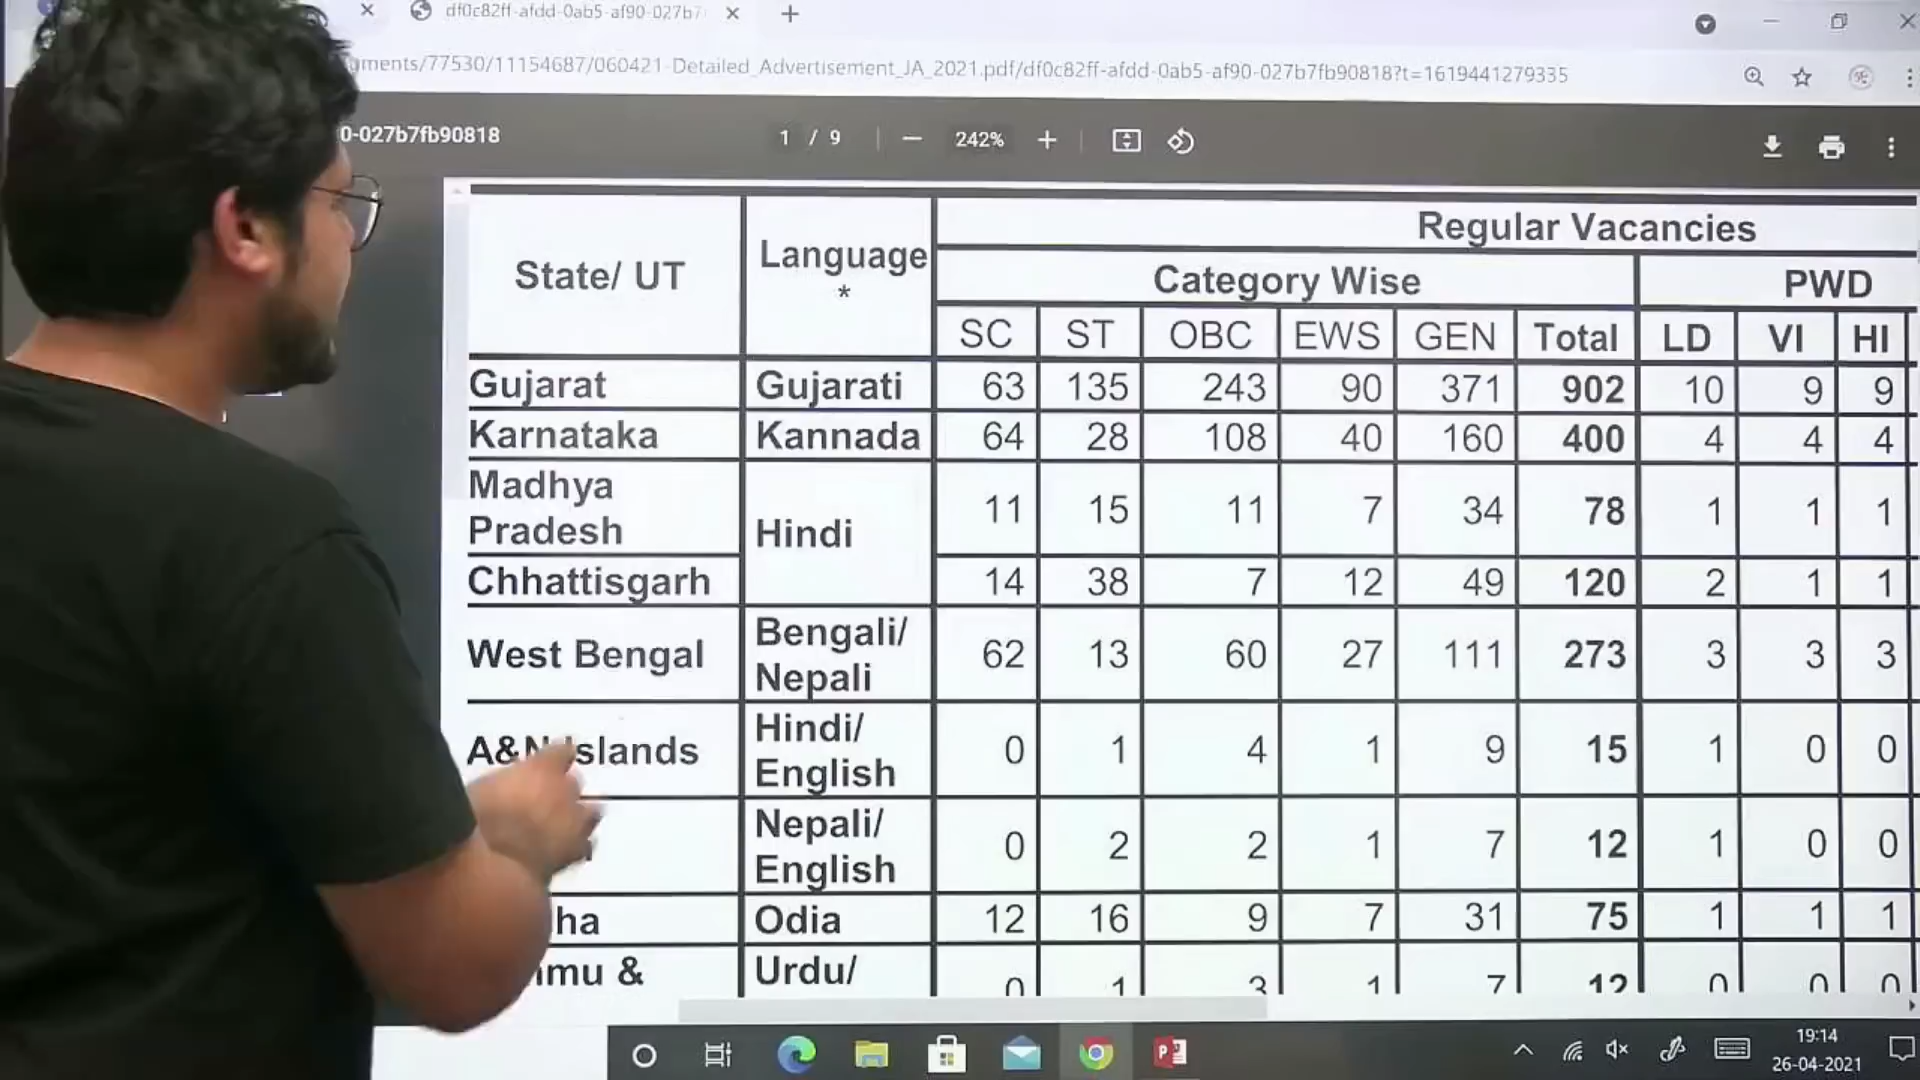 df0c82ff-afdd-0ab5-af90-027b7
ments/77530/11154687/060421-Detailed_Advertisement_JA_2021.pdf/df0c82ff-afdd-0ab5-af90-027b7fb90818?t=1619441279335
0-027b7fb90818 1 / 9 242%
Regular Vacancies
State/ UT Language * Category Wise PWD
SC ST OBC EWS GEN Total LD VI HI
Gujarat Gujarati 63 135 243 90 371 902 10 9 9
Karnataka Kannada 64 28 108 40 160 400 4 4 4
Madhya
Pradesh Hindi 11 15 11 7 34 78 1 1 1
Chhattisgarh 14 38 7 12 49 120 2 1 1
West Bengal Bengali/
Nepali 62 13 60 27 111 273 3 3 3
A&N Islands Hindi/
English 0 1 4 1 9 15 1 0 0
Nepali/
English 0 2 2 1 7 12 1 0 0
ha Odia 12 16 9 7 31 75 1 1 1
mmu & Urdu/ 0 1 3 1 7 12 0 0 0
19:14
26-04-2021